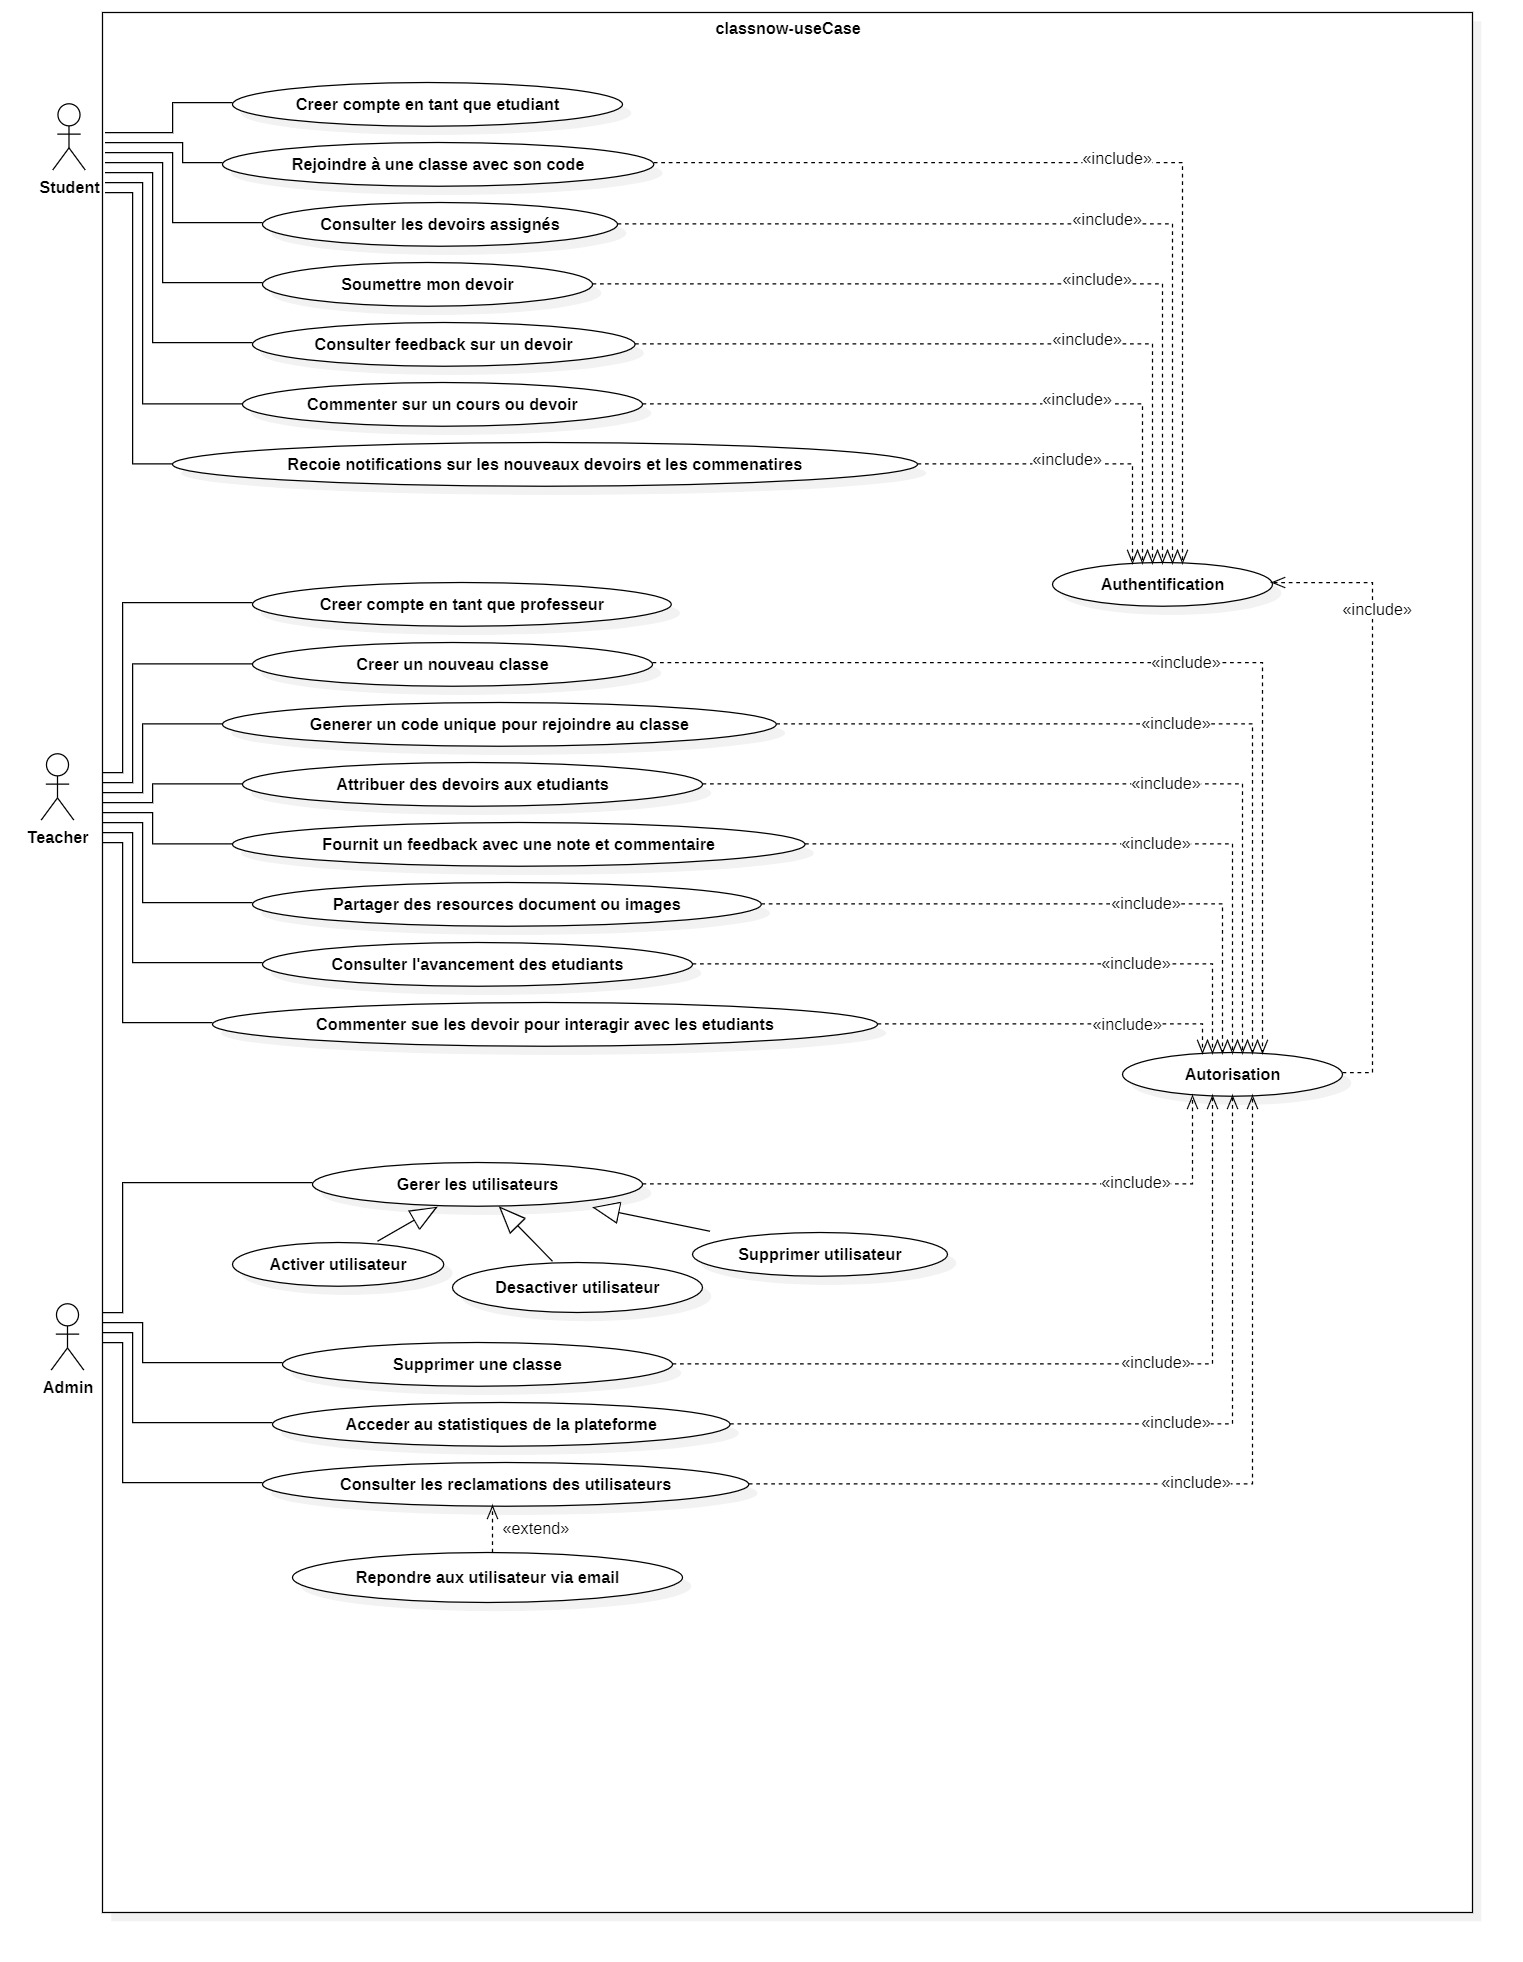 classnow-useCase
Creer compte en tant que etudiant
Rejoindre à une classe avec son code
«include»
Student
Consulter les devoirs assignés
«include»
Soumettre mon devoir
«include»
Consulter feedback sur un devoir
«include»
Commenter sur un cours ou devoir
«include»
Recoie notifications sur les nouveaux devoirs et les commenatires
«include»
Authentification
Creer compte en tant que professeur
«include»
Creer un nouveau classe
«include»
Generer un code unique pour rejoindre au classe
«include»
Attribuer des devoirs aux etudiants
«include»
Teacher
Fournit un feedback avec une note et commentaire
«include»
Partager des resources document ou images
«include»
Consulter l'avancement des etudiants
«include»
Commenter sue les devoir pour interagir avec les etudiants
«include»
Autorisation
Gerer les utilisateurs
«include»
Activer utilisateur
Desactiver utilisateur
Supprimer utilisateur
Supprimer une classe
«include»
Admin
Acceder au statistiques de la plateforme
«include»
Consulter les reclamations des utilisateurs
«include»
«extend»
Repondre aux utilisateur via email